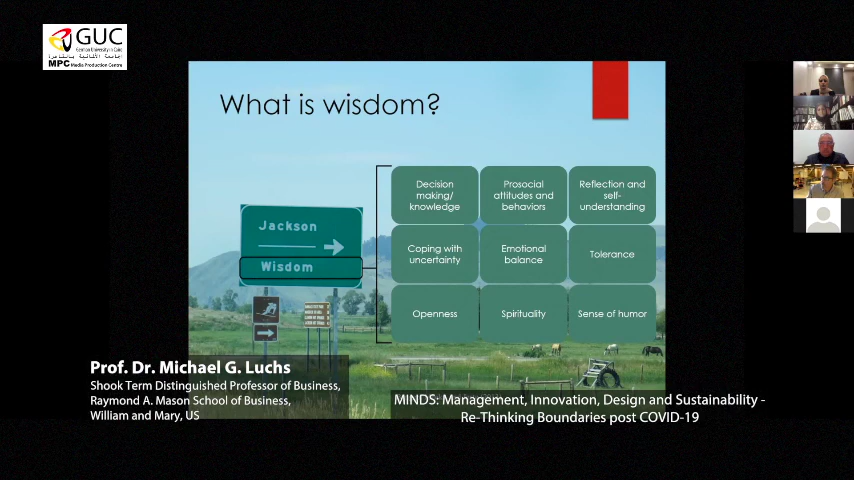 GUC
German University in Cairo
الجامعة الألمانية بالقاهرة
MPC Media Production Centre
What is wisdom?
Jackson
Wisdom
Decision
making/
knowledge
Prosocial
attitudes and
behaviors
Reflection and
self-
understanding
Coping with
uncertainty
Emotional
balance
Tolerance
Openness
Spirituality
Sense of humor
Prof. Dr. Michael G. Luchs
Shook Term Distinguished Professor of Business,
Raymond A. Mason School of Business,
William and Mary, US
MINDS: Management, Innovation, Design and Sustainability -
Re-Thinking Boundaries post COVID-19